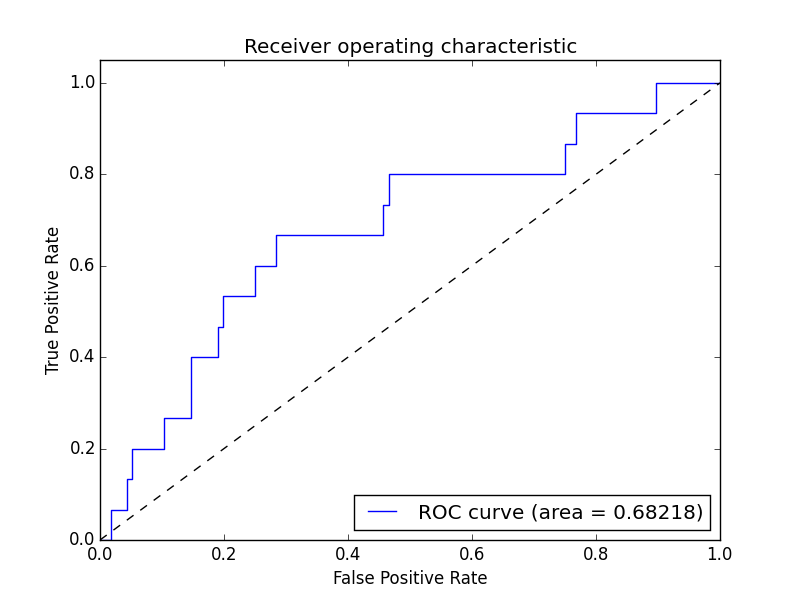 Receiver operating characteristic
1.0
0.8
0.6
0.4
0.2
0.0
True Positive Rate
ROC curve (area = 0.68218)
0.0 0.2 0.4 0.6 0.8 1.0
False Positive Rate